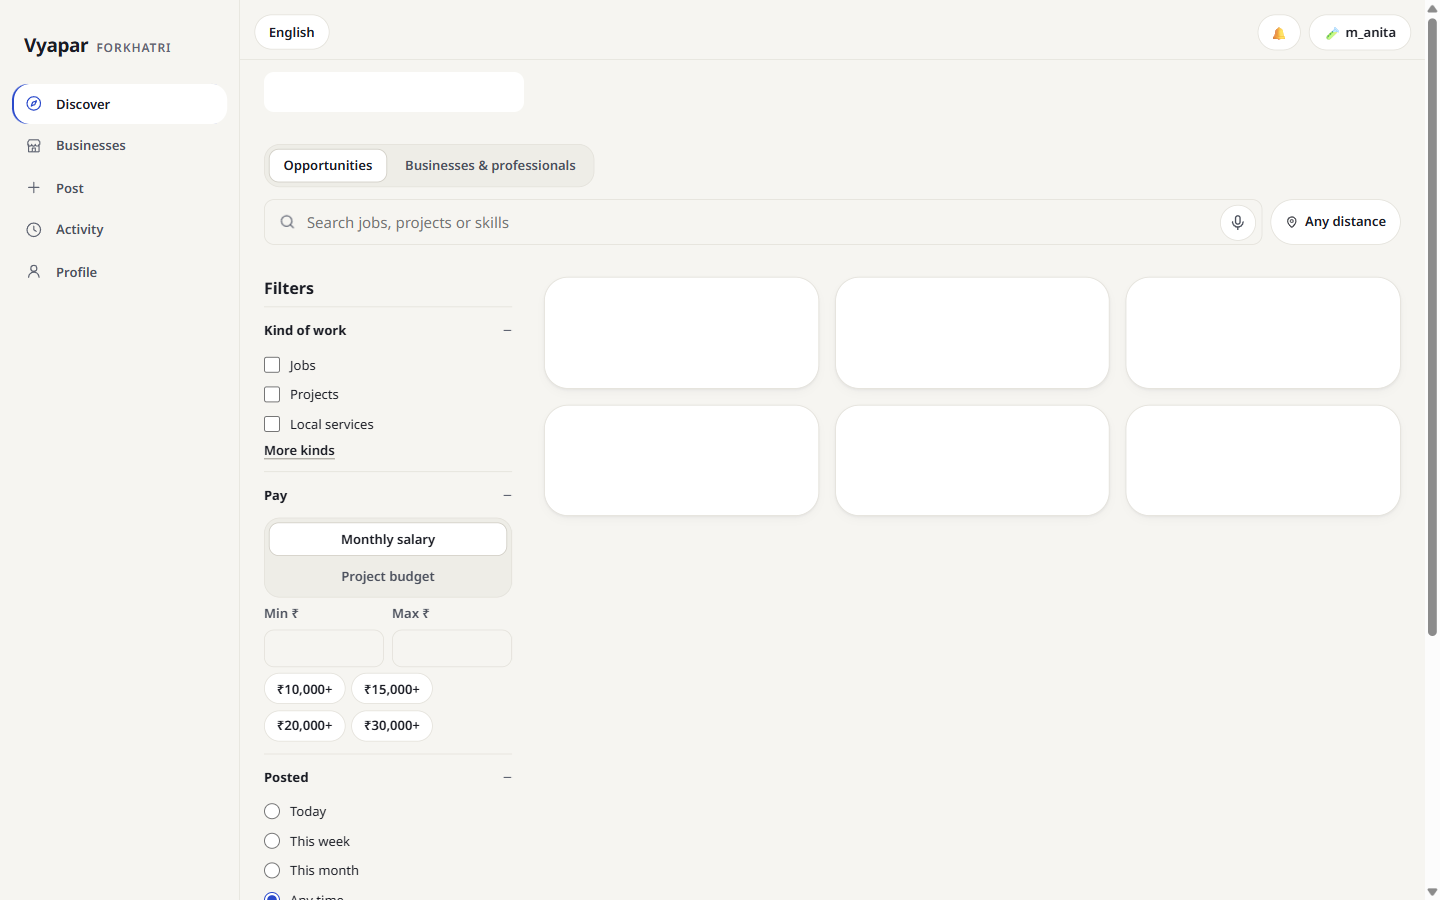 Vyapar FORKHATRI
English
m_anita
Discover
Businesses
Post
Activity
Profile
Opportunities
Businesses & professionals
Search jobs, projects or skills
Any distance
Filters
Kind of work
Jobs
Projects
Local services
More kinds
Pay
Monthly salary
Project budget
Min ₹
Max ₹
₹10,000+
₹15,000+
₹20,000+
₹30,000+
Posted
Today
This week
This month
Any time